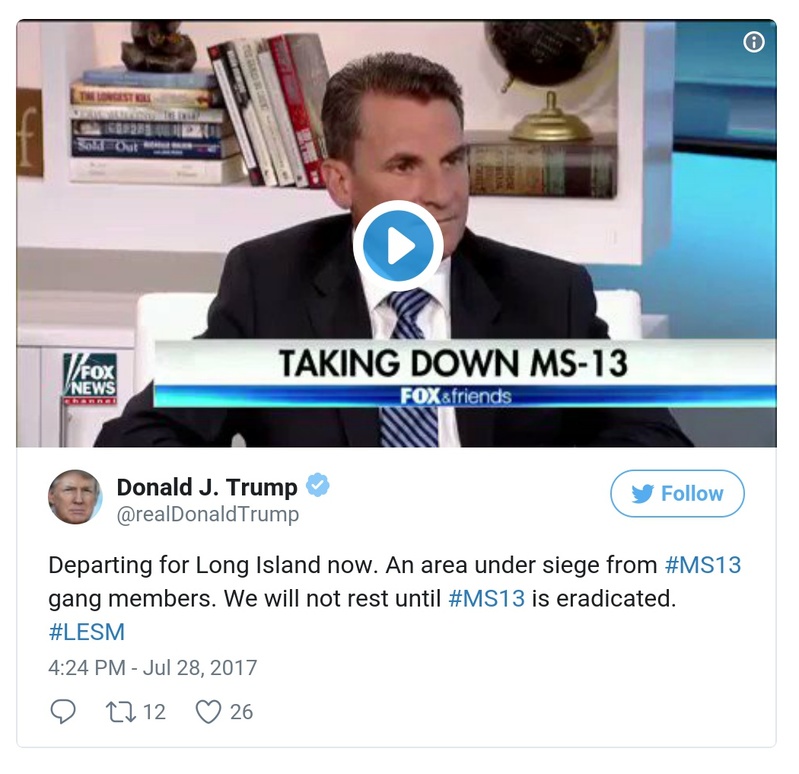 THE LONGEST KILL
Sold Out
TAKING DOWN MS-13
FOX
NEWS
channel
FOX&friends
Donald J. Trump
@realDonaldTrump
Follow
Departing for Long Island now. An area under siege from #MS13
gang members. We will not rest until #MS13 is eradicated.
#LESM
4:24 PM - Jul 28, 2017
12
26